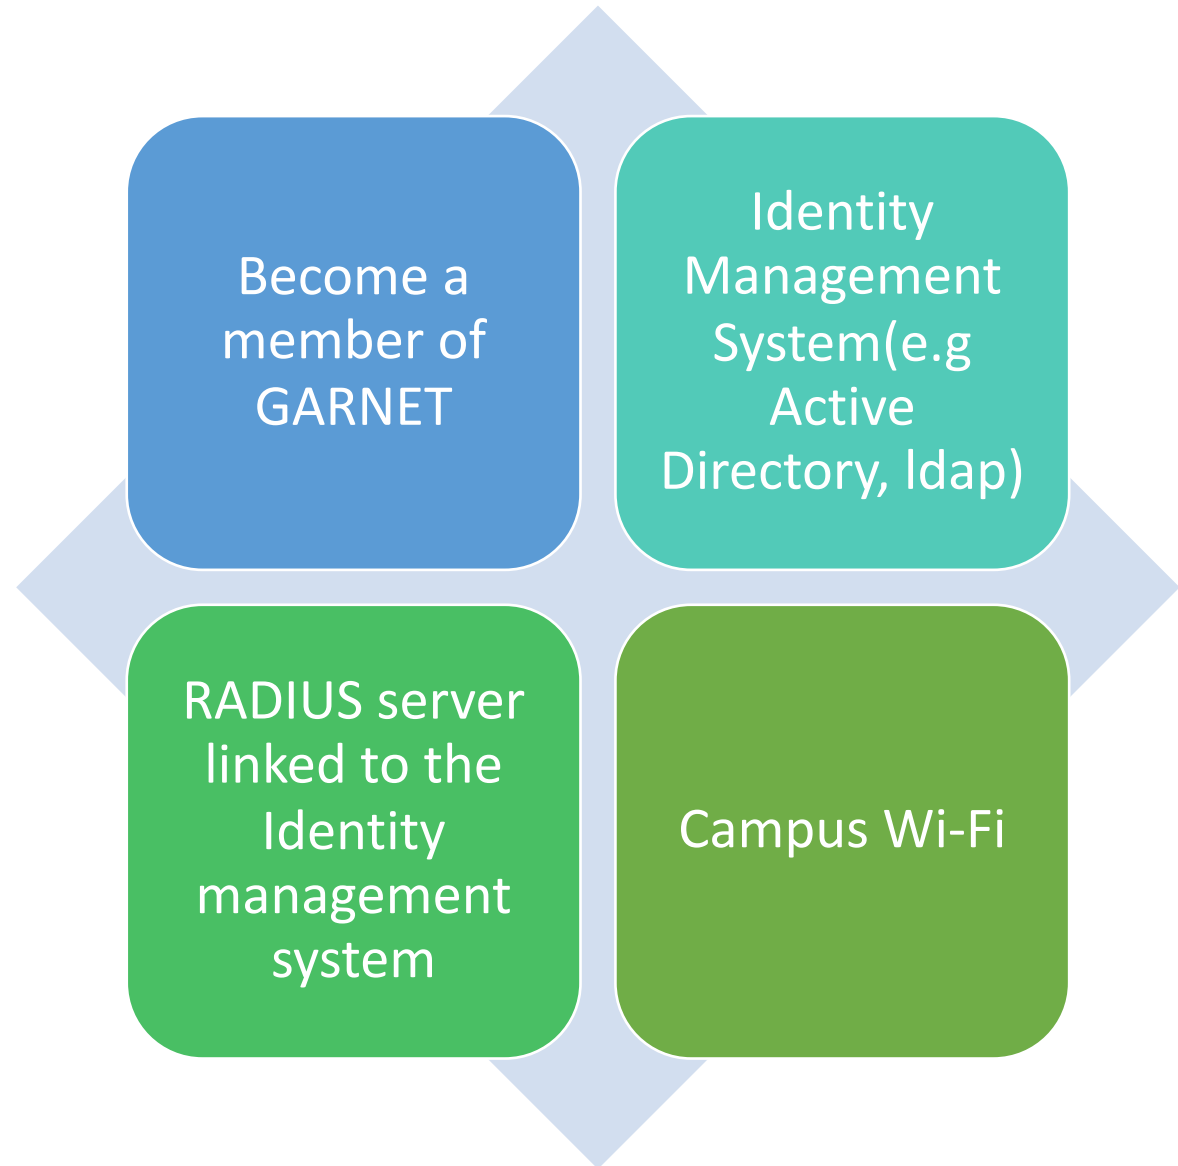 Become a
member of
GARNET
Identity
Management
System(e.g
Active
Directory, ldap)
RADIUS server
linked to the
Identity
management
system
Campus Wi-Fi